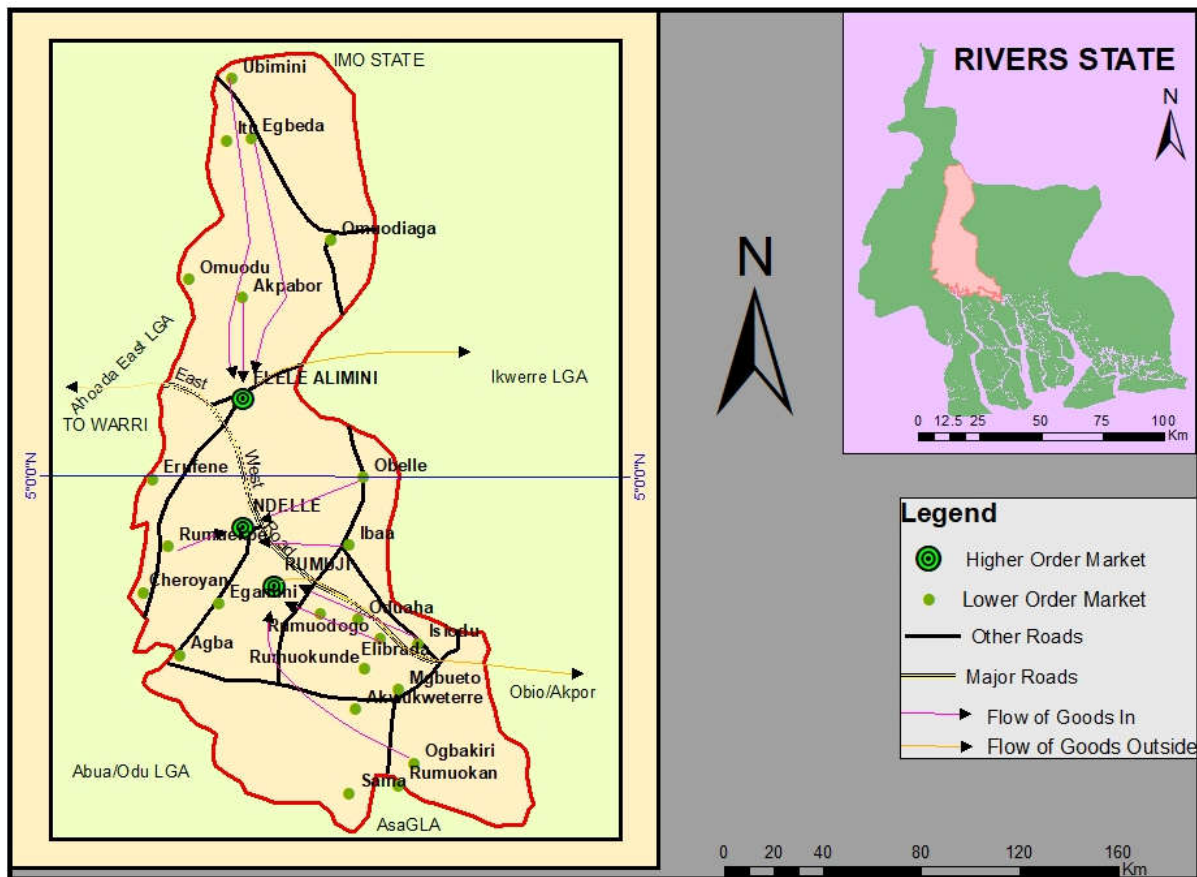 Ubimini
IMO STATE
Itu
Egbeda
Omuodiaga
Omuodu
Akpabor
Ahoada East LGA
East
ELELE ALIMINI
Ikwerre LGA
TO WARRI
West
Erufene
Obelle
5°0'0"N
5°0'0"N
NDELLE
Road
Ibaa
RUMUJI
Cheroyan
Egamini
Oduaha
Rumuodogo
Isiodu
Agba
Elibrada
Rumuokunde
Mgbueto
Akwukweterre
Obio/Akpor
Ogbakiri
Rumuokan
Abua/Odu LGA
Sama
AsaGLA
N
RIVERS STATE
N
0 12.5 25 50 75 100
Km
Legend
Higher Order Market
Lower Order Market
Other Roads
Major Roads
Flow of Goods In
Flow of Goods Outside
0 20 40 80 120 160
Km